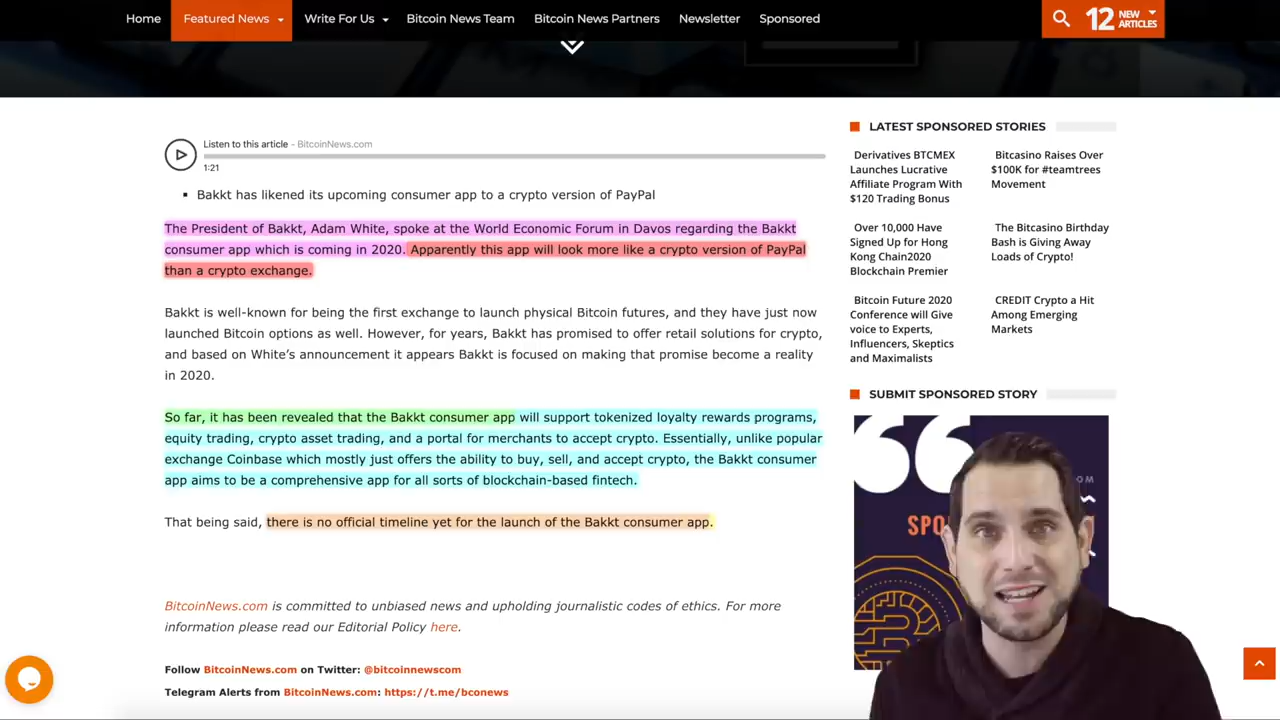 Home
Featured News
Write For Us
Bitcoin News Team
Bitcoin News Partners
Newsletter
Sponsored
12 NEW
ARTICLES
Listen to this article - BitcoinNews.com
1:21
▪ Bakkt has likened its upcoming consumer app to a crypto version of PayPal
The President of Bakkt, Adam White, spoke at the World Economic Forum in Davos regarding the Bakkt
consumer app which is coming in 2020. Apparently this app will look more like a crypto version of PayPal
than a crypto exchange.
Bakkt is well-known for being the first exchange to launch physical Bitcoin futures, and they have just now
launched Bitcoin options as well. However, for years, Bakkt has promised to offer retail solutions for crypto,
and based on White's announcement it appears Bakkt is focused on making that promise become a reality
in 2020.
So far, it has been revealed that the Bakkt consumer app will support tokenized loyalty rewards programs,
equity trading, crypto asset trading, and a portal for merchants to accept crypto. Essentially, unlike popular
exchange Coinbase which mostly just offers the ability to buy, sell, and accept crypto, the Bakkt consumer
app aims to be a comprehensive app for all sorts of blockchain-based fintech.
That being said, there is no official timeline yet for the launch of the Bakkt consumer app.
BitcoinNews.com is committed to unbiased news and upholding journalistic codes of ethics. For more
information please read our Editorial Policy here.
Follow BitcoinNews.com on Twitter: @bitcoinnewscom
Telegram Alerts from BitcoinNews.com: https://t.me/bconews
LATEST SPONSORED STORIES
Derivatives BTCMEX
Launches Lucrative
Affiliate Program With
$120 Trading Bonus
Bitcasino Raises Over
$100K for #teamtrees
Movement
Over 10,000 Have
Signed Up for Hong
Kong Chain2020
Blockchain Premier
The Bitcasino Birthday
Bash is Giving Away
Loads of Crypto!
Bitcoin Future 2020
Conference will Give
voice to Experts,
Influencers, Skeptics
and Maximalists
CREDIT Crypto a Hit
Among Emerging
Markets
SUBMIT SPONSORED STORY